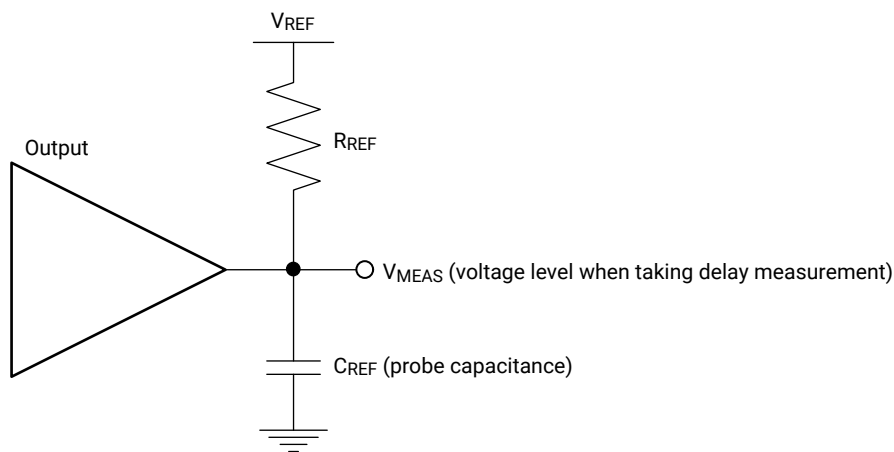 VREF
RREF
Output
VMEAS (voltage level when taking delay measurement)
CREF (probe capacitance)